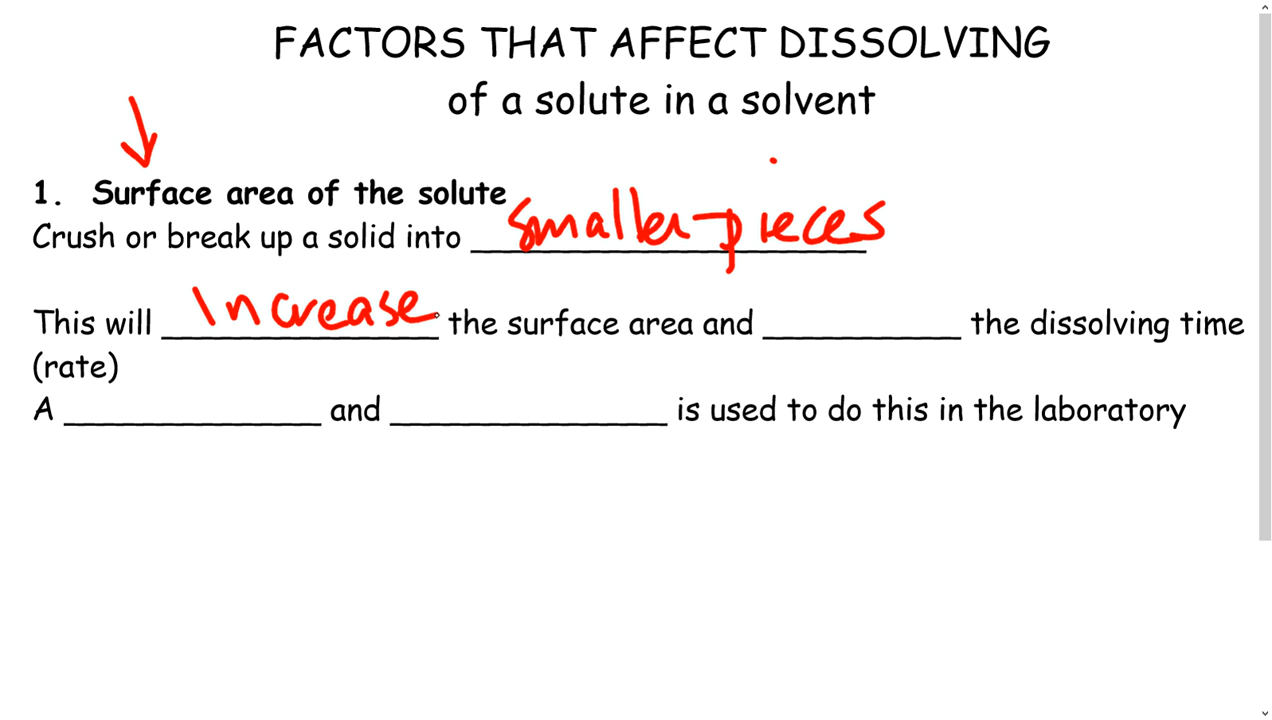 FACTORS THAT AFFECT DISSOLVING
of a solute in a solvent
1. Surface area of the solute
Crush or break up a solid into smaller pieces
This will increase the surface area and __________ the dissolving time
(rate)
A _____________ and ______________ is used to do this in the laboratory